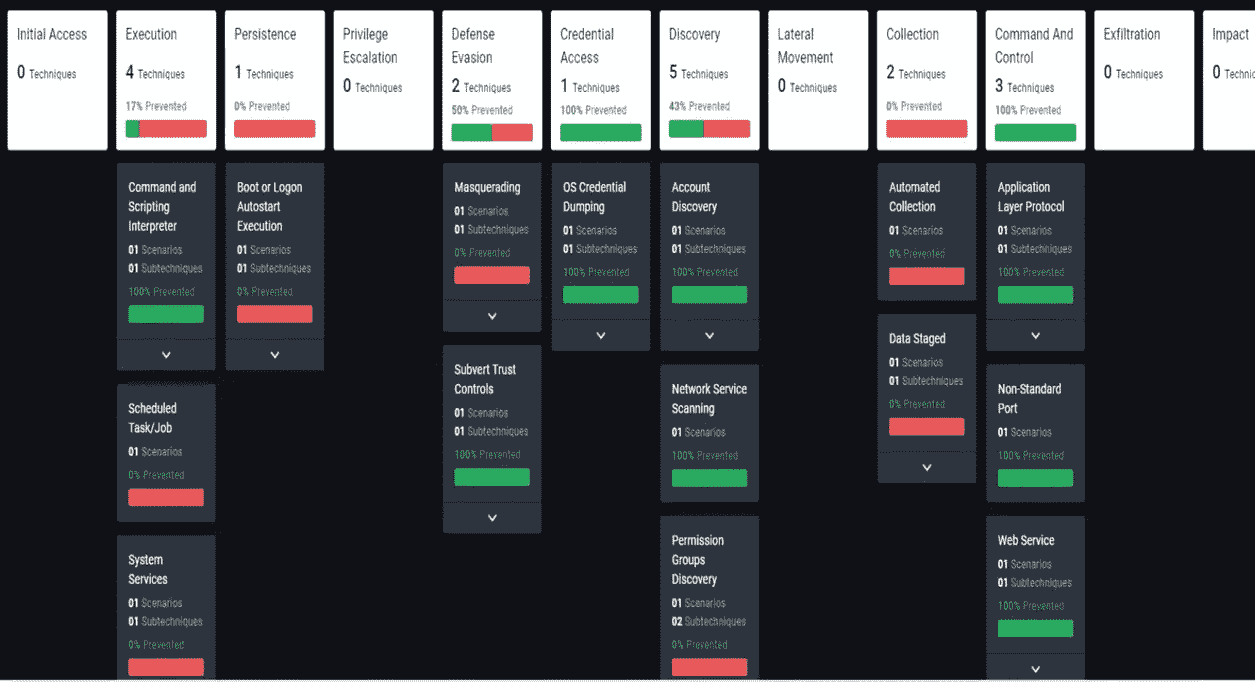 Initial Access
0 Techniques
Execution
4 Techniques
17% Prevented
Persistence
1 Techniques
0% Prevented
Privilege
Escalation
0 Techniques
Defense
Evasion
2 Techniques
50% Prevented
Credential
Access
1 Techniques
100% Prevented
Discovery
5 Techniques
43% Prevented
Lateral
Movement
0 Techniques
Collection
2 Techniques
0% Prevented
Command And
Control
3 Techniques
100% Prevented
Exfiltration
0 Techniques
Impact
0
Command and
Scripting
Interpreter
01 Scenarios
01 Subtechniques
100% Prevented
Scheduled
Task/Job
01 Scenarios
0% Prevented
System
Services
01 Scenarios
01 Subtechniques
0% Prevented
Boot or Logon
Autostart
Execution
01 Scenarios
01 Subtechniques
0% Prevented
Masquerading
01 Scenarios
01 Subtechniques
0% Prevented
Subvert Trust
Controls
01 Scenarios
01 Subtechniques
100% Prevented
OS Credential
Dumping
01 Scenarios
01 Subtechniques
100% Prevented
Account
Discovery
01 Scenarios
01 Subtechniques
100% Prevented
Network Service
Scanning
01 Scenarios
100% Prevented
Permission
Groups
Discovery
01 Scenarios
02 Subtechniques
0% Prevented
Automated
Collection
01 Scenarios
0% Prevented
Data Staged
01 Scenarios
01 Subtechniques
0% Prevented
Application
Layer Protocol
01 Scenarios
01 Subtechniques
100% Prevented
Non-Standard
Port
01 Scenarios
100% Prevented
Web Service
01 Scenarios
01 Subtechniques
100% Prevented